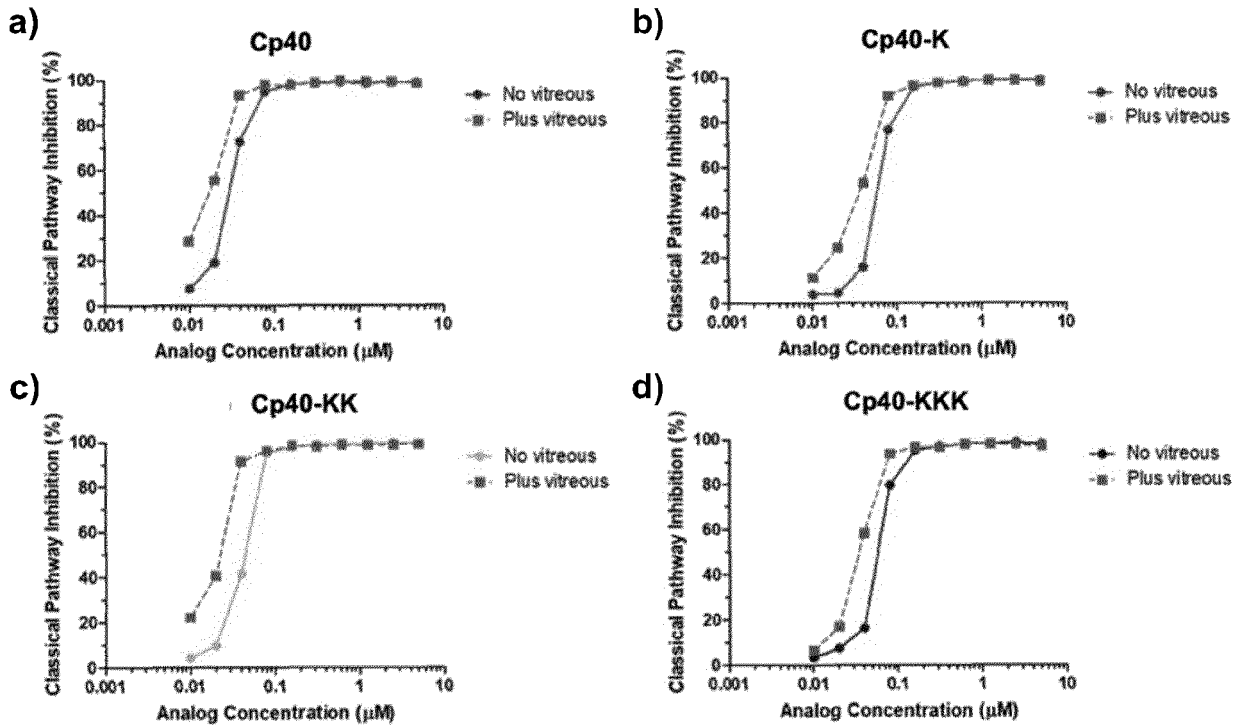 a)
Cp40
Classical Pathway Inhibition (%)
100
80
60
40
20
0
0.001
0.01
0.1
1
10
Analog Concentration (µM)
No vitreous
Plus vitreous
b)
Cp40-K
Classical Pathway Inhibition (%)
100
80
60
40
20
0
0.001
0.01
0.1
1
10
Analog Concentration (µM)
No vitreous
Plus vitreous
c)
Cp40-KK
Classical Pathway Inhibition (%)
100
80
60
40
20
0
0.001
0.01
0.1
1
10
Analog Concentration (µM)
No vitreous
Plus vitreous
d)
Cp40-KKK
Classical Pathway Inhibition (%)
100
80
60
40
20
0
0.001
0.01
0.1
1
10
Analog Concentration (µM)
No vitreous
Plus vitreous